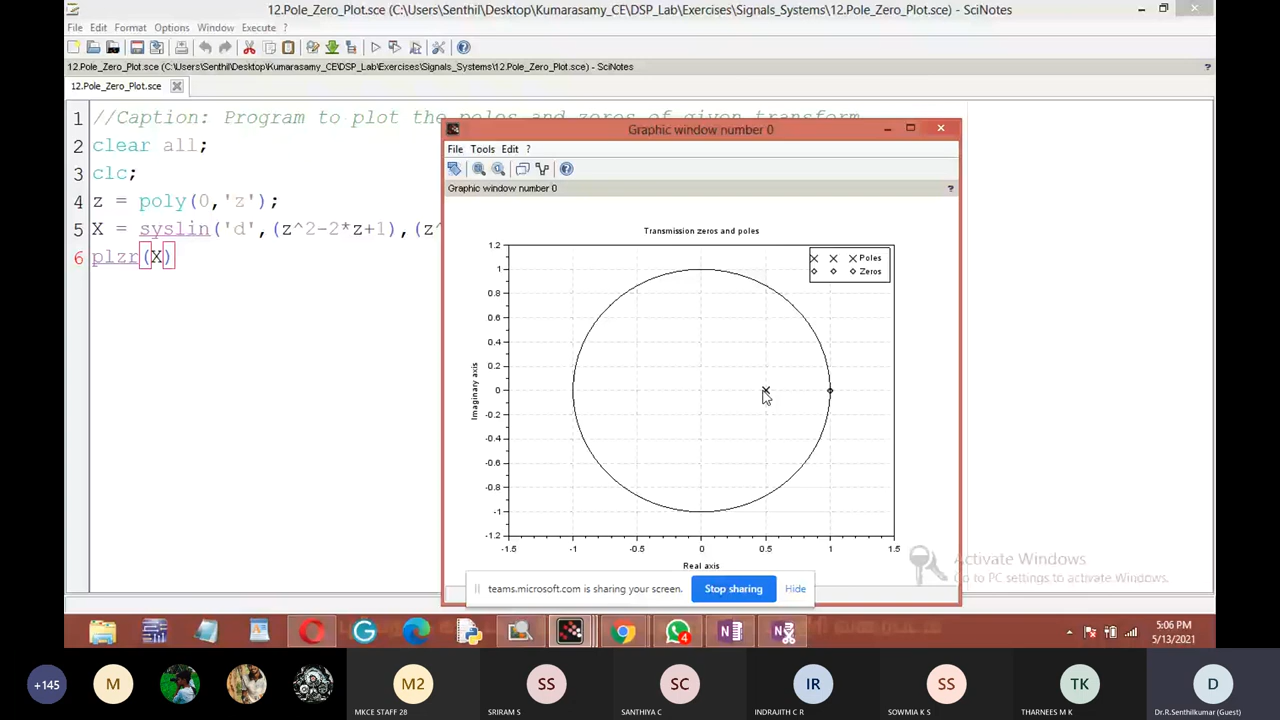 12.Pole_Zero_Plot.sce (C:\Users\Senthil\Desktop\Kumarasamy_CE\DSP_Lab\Exercises\Signals_Systems\12.Pole_Zero_Plot.sce) - SciNotes
File Edit Format Options Window Execute ?
12.Pole_Zero_Plot.sce (C:\Users\Senthil\Desktop\Kumarasamy_CE\DSP_Lab\Exercises\Signals_Systems\12.Pole_Zero_Plot.sce) - SciNotes ?
12.Pole_Zero_Plot.sce
1 //Caption: Program to plot the poles and zeros of given transform
2 clear all;
3 clc;
4 z = poly(0,'z');
5 X = syslin('d',(z^2-2*z+1),(z^
6 plzr(X)
Graphic window number 0
File Tools Edit ?
Graphic window number 0 ?
Transmission zeros and poles
Poles
Zeros
1.2
1
0.8
0.6
0.4
0.2
0
-0.2
-0.4
-0.6
-0.8
-1
-1.2
Imaginary axis
-1.5 -1 -0.5 0 0.5 1 1.5
Real axis
Activate Windows
Go to PC settings to activate Windows.
teams.microsoft.com is sharing your screen. Stop sharing Hide
4
5:06 PM
5/13/2021
+145 M M2 SS SC IR SS TK D
MKCE STAFF 28 SRIRAM S SANTHIYA C INDRAJITH C R SOWMIA K S THARNEES M K Dr.R.Senthilkumar (Guest)